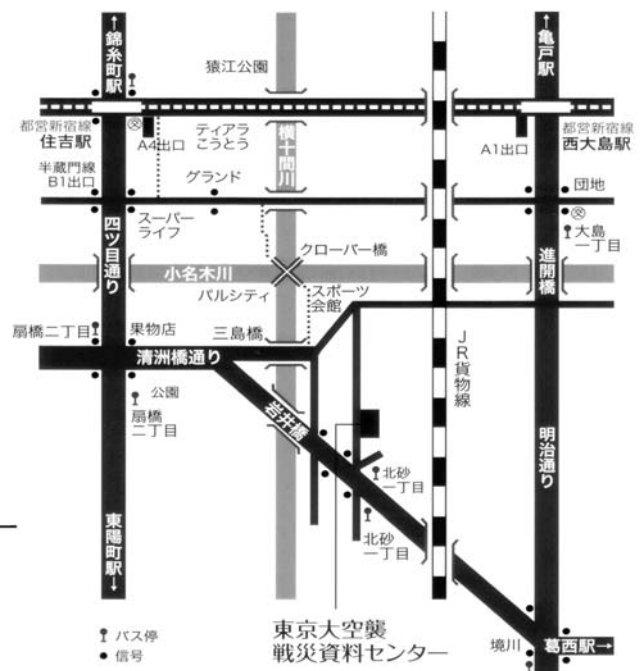 ←錦糸町駅
←亀戸駅
猿江公園
都営新宿線
住吉駅
A4出口
ティアラ
こうとう
横十間川
A1出口
都営新宿線
西大島駅
半蔵門線
B1出口
グランド
団地
スーパー
ライフ
大島
一丁目
四ツ目通り
クローバー橋
進開橋
小名木川
パルシティ
スポーツ
会館
扇橋二丁目
果物店
三島橋
清洲橋通り
JR貨物線
公園
扇橋
二丁目
岩井橋
明治通り
北砂
一丁目
北砂
一丁目
東陽町駅→
東京大空襲
戦災資料センター
境川
葛西駅→
バス停
信号